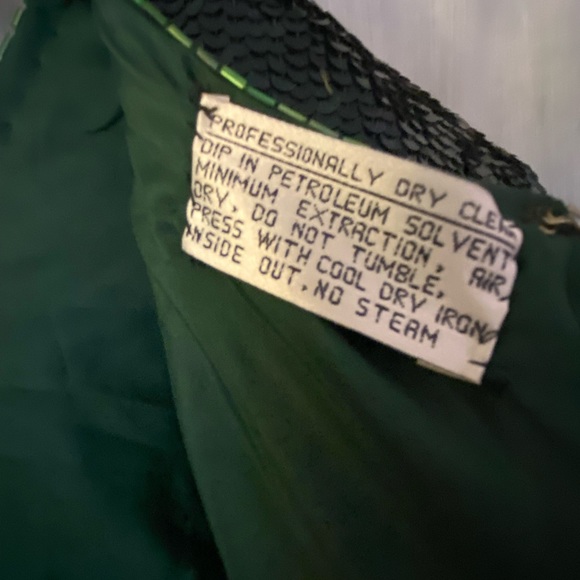 PROFESSIONALLY DRY CLEA
DIP IN PETROLEUM SOLVENT
MINIMUM EXTRACTION, AIR
DRY, DO NOT TUMBLE,
PRESS WITH COOL DRY IRON
INSIDE OUT, NO STEAM